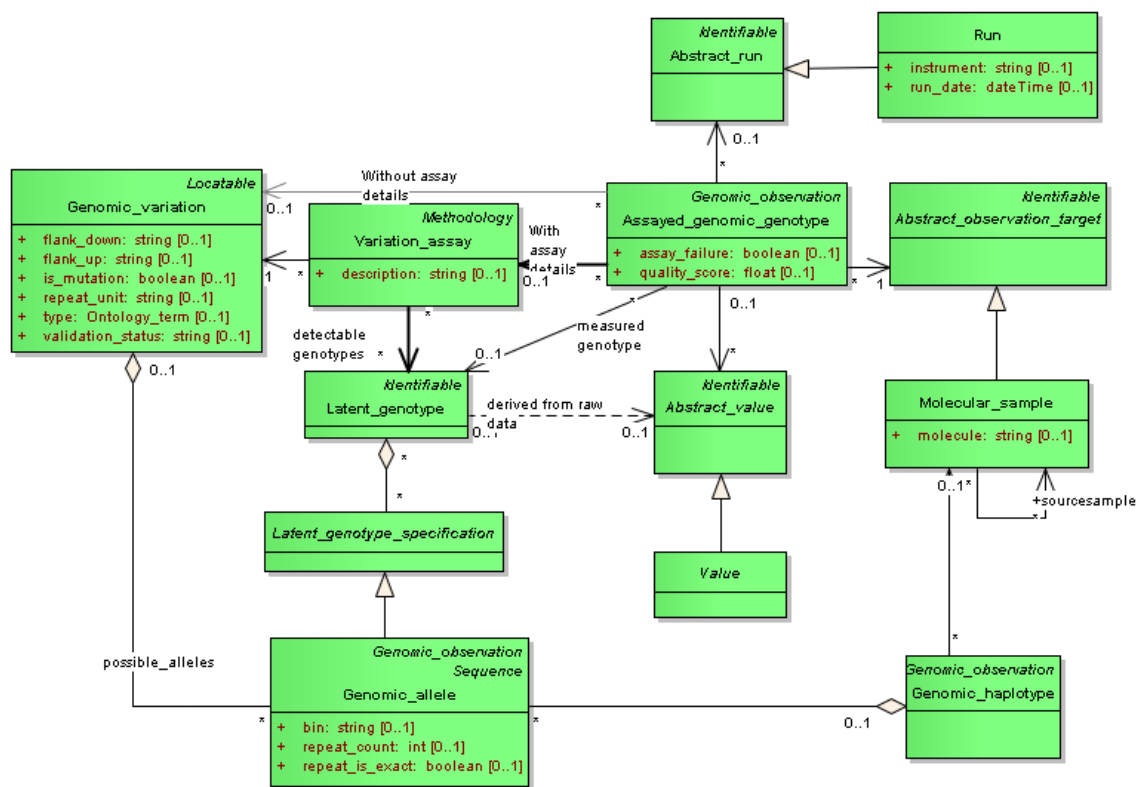 Identifiable
Abstract_run
Run
+ instrument: string [0..1]
+ run_date: dateTime [0..1]
0..1
*
Locatable
Genomic_variation
+ flank_down: string [0..1]
+ flank_up: string [0..1]
+ is_mutation: boolean [0..1]
+ repeat_unit: string [0..1]
+ type: Ontology_term [0..1]
+ validation_status: string [0..1]
Without assay
details
0..1
*
Methodology
Variation_assay
+ description: string [0..1]
1
*
With
assay
details
0..1
*
Genomic_observation
Assayed_genomic_genotype
+ assay_failure: boolean [0..1]
+ quality_score: float [0..1]
*
1
Identifiable
Abstract_observation_target
*
detectable
genotypes
*
*
measured
genotype
0..1
0..1
*
0..1
Identifiable
Latent_genotype
derived from raw
data
0..1
0..1
Identifiable
Abstract_value
Molecular_sample
+ molecule: string [0..1]
0..1
*
+sourcesample
*
*
*
Latent_genotype_specification
Value
possible_alleles
Genomic_observation
Sequence
Genomic_allele
+ bin: string [0..1]
+ repeat_count: int [0..1]
+ repeat_is_exact: boolean [0..1]
*
*
0..1
*
Genomic_observation
Genomic_haplotype